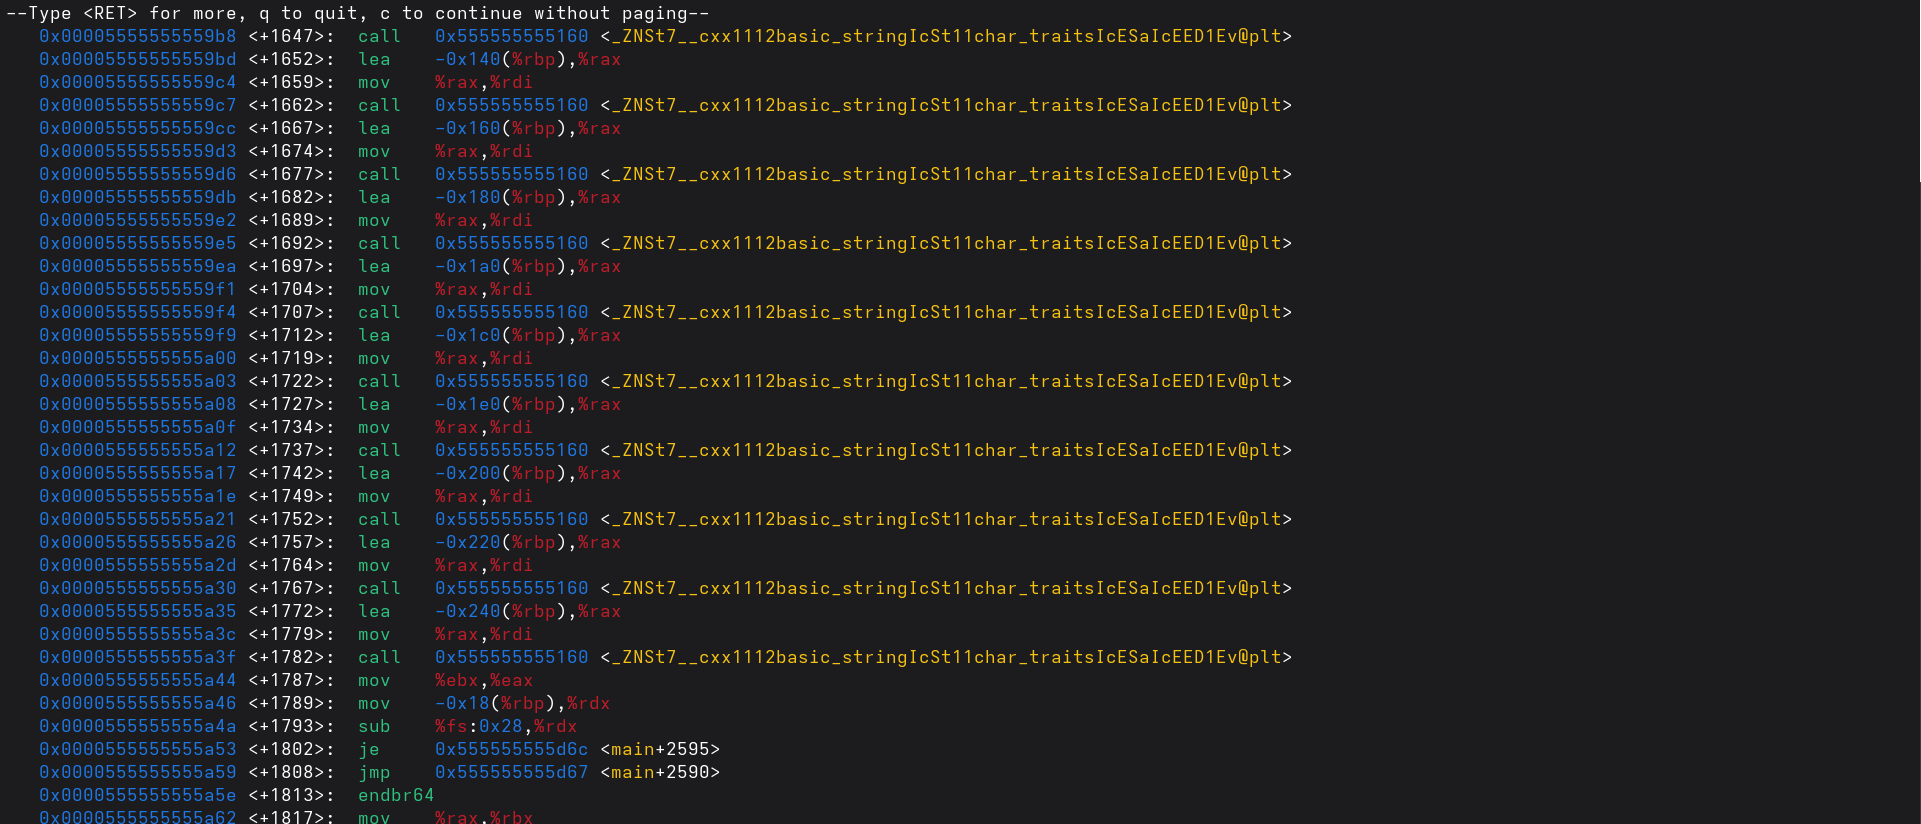 --Type <RET> for more, q to quit, c to continue without paging--
   0x00005555555559b8 <+1647>:  call   0x555555555160 <_ZNSt7__cxx1112basic_stringIcSt11char_traitsIcESaIcEED1Ev@plt>
   0x00005555555559bd <+1652>:  lea    -0x140(%rbp),%rax
   0x00005555555559c4 <+1659>:  mov    %rax,%rdi
   0x00005555555559c7 <+1662>:  call   0x555555555160 <_ZNSt7__cxx1112basic_stringIcSt11char_traitsIcESaIcEED1Ev@plt>
   0x00005555555559cc <+1667>:  lea    -0x160(%rbp),%rax
   0x00005555555559d3 <+1674>:  mov    %rax,%rdi
   0x00005555555559d6 <+1677>:  call   0x555555555160 <_ZNSt7__cxx1112basic_stringIcSt11char_traitsIcESaIcEED1Ev@plt>
   0x00005555555559db <+1682>:  lea    -0x180(%rbp),%rax
   0x00005555555559e2 <+1689>:  mov    %rax,%rdi
   0x00005555555559e5 <+1692>:  call   0x555555555160 <_ZNSt7__cxx1112basic_stringIcSt11char_traitsIcESaIcEED1Ev@plt>
   0x00005555555559ea <+1697>:  lea    -0x1a0(%rbp),%rax
   0x00005555555559f1 <+1704>:  mov    %rax,%rdi
   0x00005555555559f4 <+1707>:  call   0x555555555160 <_ZNSt7__cxx1112basic_stringIcSt11char_traitsIcESaIcEED1Ev@plt>
   0x00005555555559f9 <+1712>:  lea    -0x1c0(%rbp),%rax
   0x0000555555555a00 <+1719>:  mov    %rax,%rdi
   0x0000555555555a03 <+1722>:  call   0x555555555160 <_ZNSt7__cxx1112basic_stringIcSt11char_traitsIcESaIcEED1Ev@plt>
   0x0000555555555a08 <+1727>:  lea    -0x1e0(%rbp),%rax
   0x0000555555555a0f <+1734>:  mov    %rax,%rdi
   0x0000555555555a12 <+1737>:  call   0x555555555160 <_ZNSt7__cxx1112basic_stringIcSt11char_traitsIcESaIcEED1Ev@plt>
   0x0000555555555a17 <+1742>:  lea    -0x200(%rbp),%rax
   0x0000555555555a1e <+1749>:  mov    %rax,%rdi
   0x0000555555555a21 <+1752>:  call   0x555555555160 <_ZNSt7__cxx1112basic_stringIcSt11char_traitsIcESaIcEED1Ev@plt>
   0x0000555555555a26 <+1757>:  lea    -0x220(%rbp),%rax
   0x0000555555555a2d <+1764>:  mov    %rax,%rdi
   0x0000555555555a30 <+1767>:  call   0x555555555160 <_ZNSt7__cxx1112basic_stringIcSt11char_traitsIcESaIcEED1Ev@plt>
   0x0000555555555a35 <+1772>:  lea    -0x240(%rbp),%rax
   0x0000555555555a3c <+1779>:  mov    %rax,%rdi
   0x0000555555555a3f <+1782>:  call   0x555555555160 <_ZNSt7__cxx1112basic_stringIcSt11char_traitsIcESaIcEED1Ev@plt>
   0x0000555555555a44 <+1787>:  mov    %ebx,%eax
   0x0000555555555a46 <+1789>:  mov    -0x18(%rbp),%rdx
   0x0000555555555a4a <+1793>:  sub    %fs:0x28,%rdx
   0x0000555555555a53 <+1802>:  je     0x555555555d6c <main+2595>
   0x0000555555555a59 <+1808>:  jmp    0x555555555d67 <main+2590>
   0x0000555555555a5e <+1813>:  endbr64
   0x0000555555555a62 <+1817>:  mov    %rax,%rbx